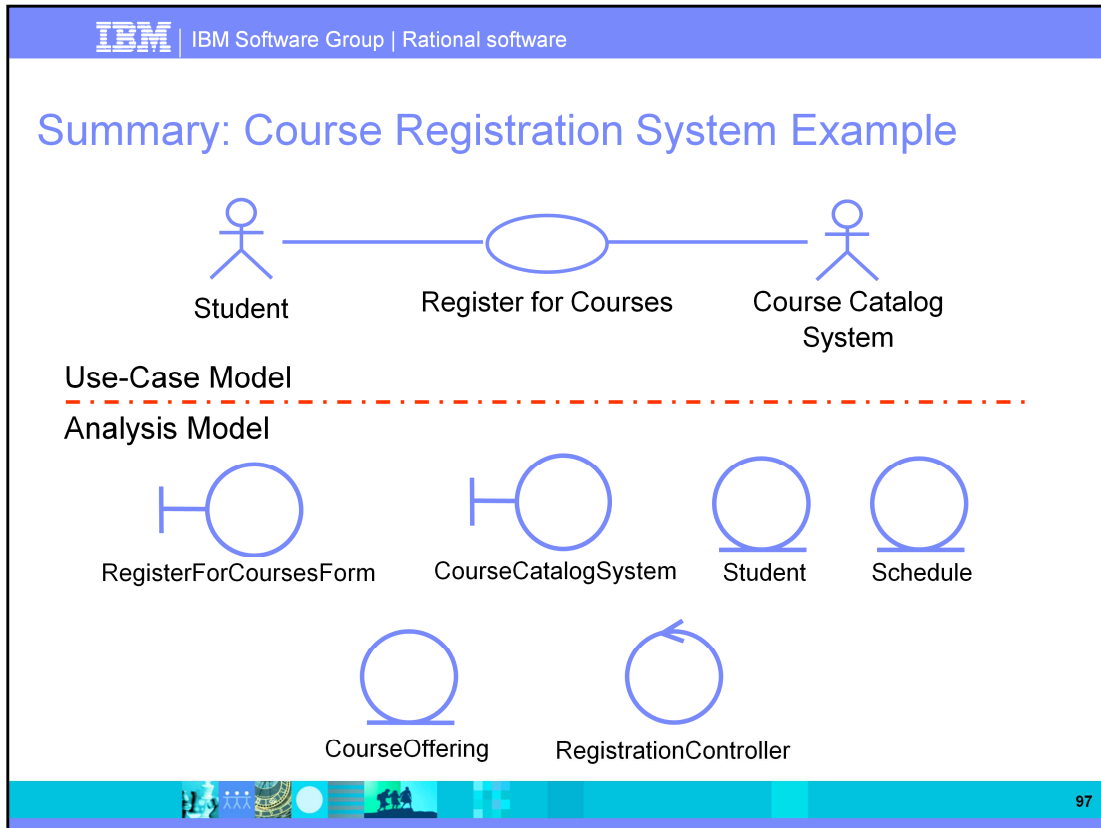 IBM | IBM Software Group | Rational software
Summary: Course Registration System Example
Student
Register for Courses
Course Catalog
System
Use-Case Model
Analysis Model
RegisterForCoursesForm
CourseCatalogSystem
Student
Schedule
CourseOffering
RegistrationController
97